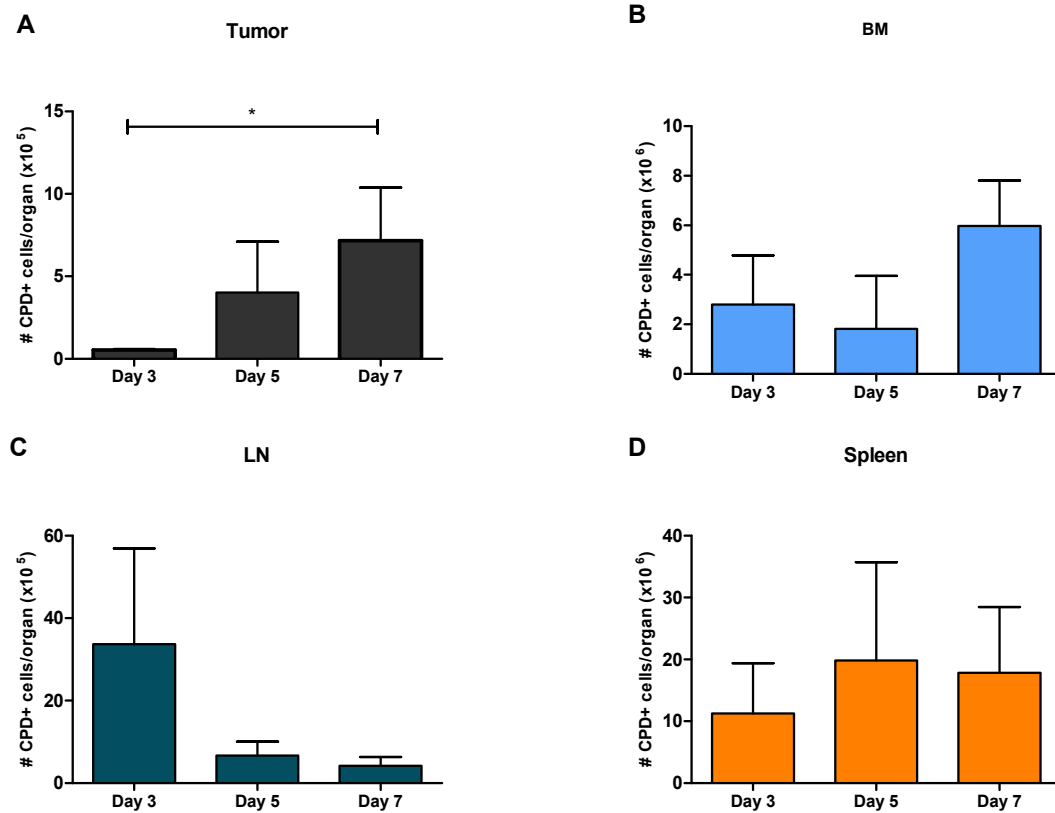 A
Tumor
# CPD+ cells/organ (x10 5)
15
10
5
0
*
Day 3
Day 5
Day 7
B
BM
# CPD+ cells/organ (x10 6)
10
8
6
4
2
0
Day 3
Day 5
Day 7
C
LN
# CPD+ cells/organ (x10 5)
60
40
20
0
Day 3
Day 5
Day 7
D
Spleen
# CPD+ cells/organ (x10 6)
40
30
20
10
0
Day 3
Day 5
Day 7